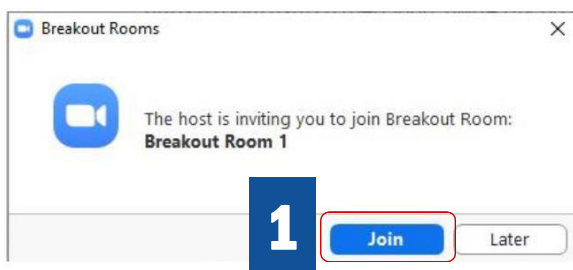 Breakout Rooms
The host is inviting you to join Breakout Room:
Breakout Room 1
1
Join
Later